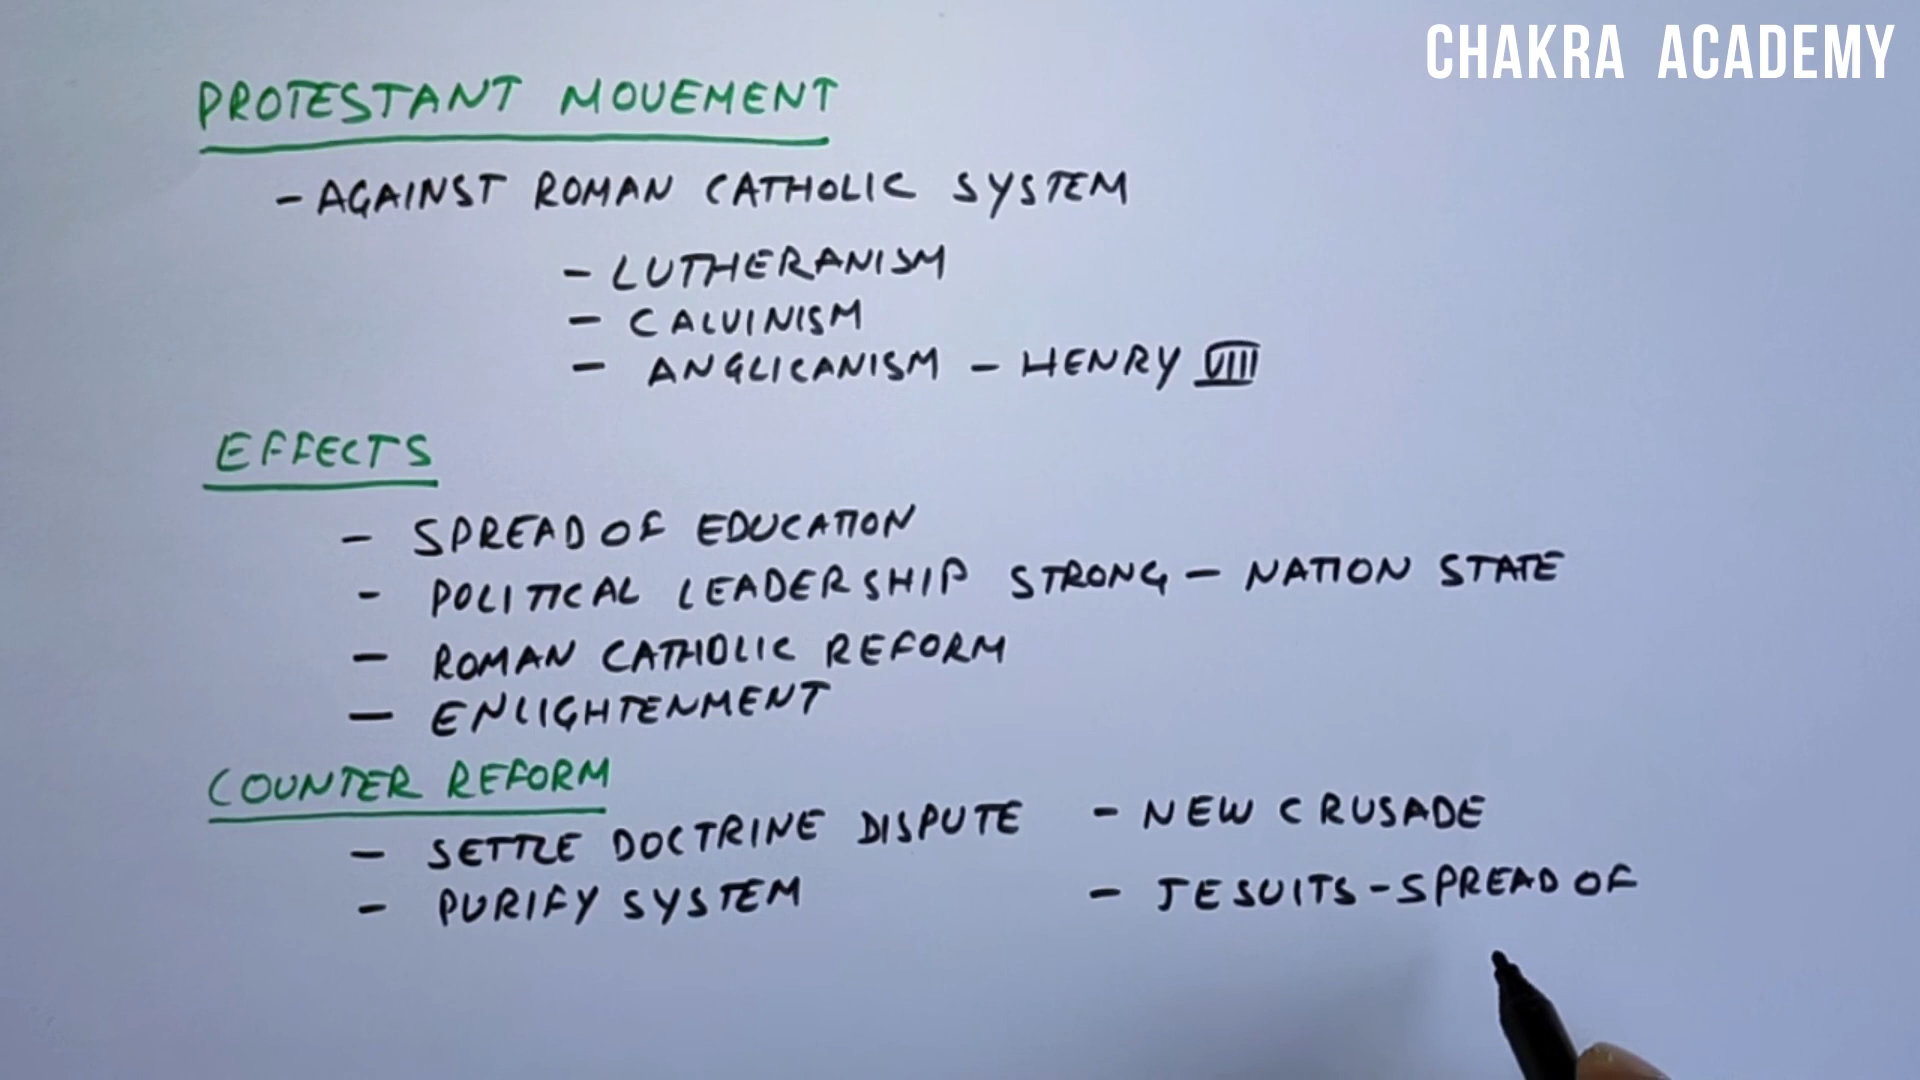 CHAKRA ACADEMY
PROTESTANT MOVEMENT
- AGAINST ROMAN CATHOLIC SYSTEM
- LUTHERANISM
- CALVINISM
- ANGLICANISM - HENRY VIII
EFFECTS
- SPREAD OF EDUCATION
- POLITICAL LEADERSHIP STRONG - NATION STATE
- ROMAN CATHOLIC REFORM
- ENLIGHTENMENT
COUNTER REFORM
- SETTLE DOCTRINE DISPUTE
- PURIFY SYSTEM
- NEW CRUSADE
- JESUITS - SPREAD OF